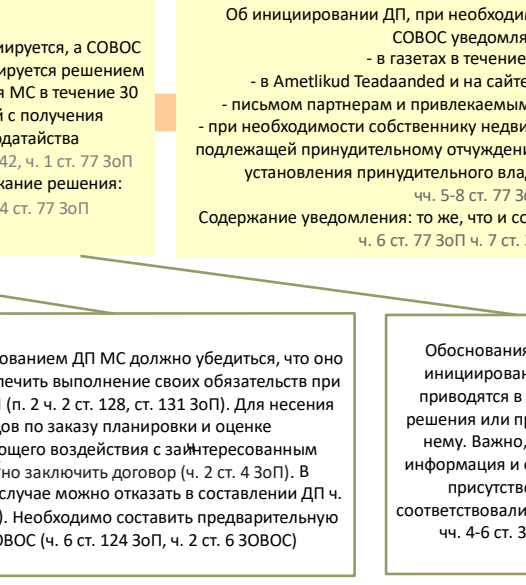 ируется, а СОВОС
ируется решением
МС в течение 30
й с получения
одатайства
42, ч. 1 ст. 77 ЗоП
жание решения:
4 ст. 77 ЗоП
Об инициировании ДП, при необходи
СОВОС уведомля
- в газетах в течение
- в Ametlikud Teadaanded и на сайте
- письмом партнерам и привлекаемым
- при необходимости собственнику недви
подлежащей принудительному отчуждени
установления принудительного вла
чч. 5-8 ст. 77 З
Содержание уведомления: то же, что и со
ч. 6 ст. 77 ЗоП ч. 7 ст.
ованием ДП МС должно убедиться, что оно
печить выполнение своих обязательств при
(п. 2 ч. 2 ст. 128, ст. 131 ЗоП). Для несения
дов по заказу планировки и оценке
ющего воздействия с заинтересованным
но заключить договор (ч. 2 ст. 4 ЗоП). В
случае можно отказать в составлении ДП ч.
). Необходимо составить предварительную
ОВОС (ч. 6 ст. 124 ЗоП, ч. 2 ст. 6 ЗОВОС)
Обоснования
инициирован
приводятся в
решения или пр
нему. Важно,
информация и
присутство
соответствовали
чч. 4-6 ст. З